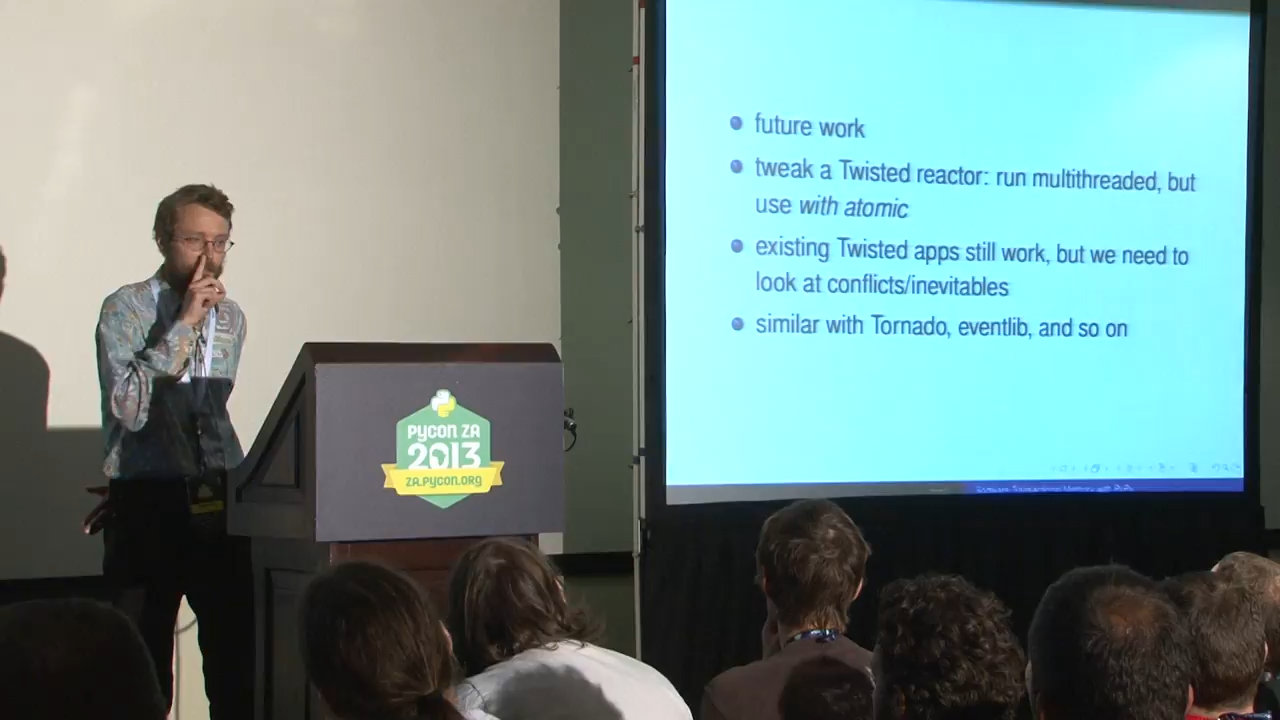 future work
tweak a Twisted reactor: run multithreaded, but
use with atomic
existing Twisted apps still work, but we need to
look at conflicts/inevitables
similar with Tornado, eventlib, and so on
PYCON ZA
2013
ZA.PYCON.ORG